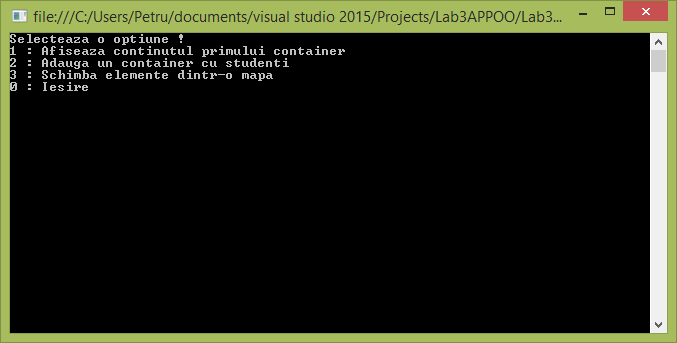 file:///C:/Users/Petru/documents/visual studio 2015/Projects/Lab3APPOO/Lab3...
Selecteaza o optiune !
1 : Afiseaza continutul primului container
2 : Adauga un container cu studenti
3 : Schimba elemente dintr-o mapa
0 : Iesire